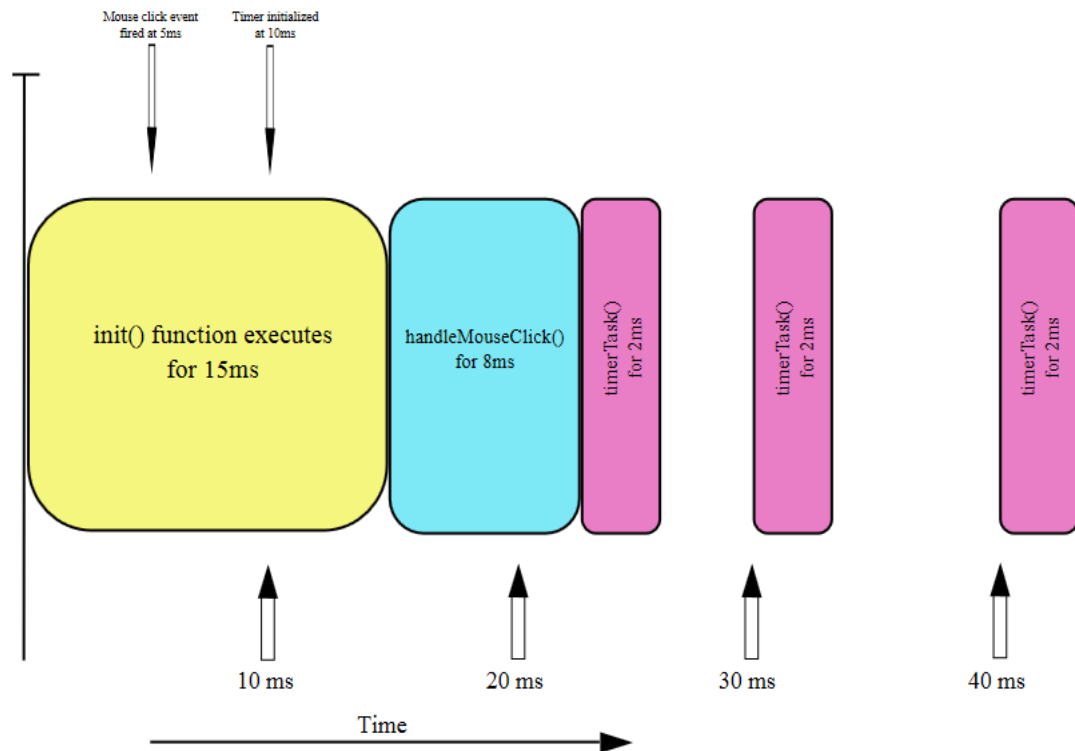 Mouse click event
fired at 5ms
Timer initialized
at 10ms
init() function executes
for 15ms
handleMouseClick()
for 8ms
timerTask()
for 2ms
timerTask()
for 2ms
timerTask()
for 2ms
10 ms
20 ms
30 ms
40 ms
Time